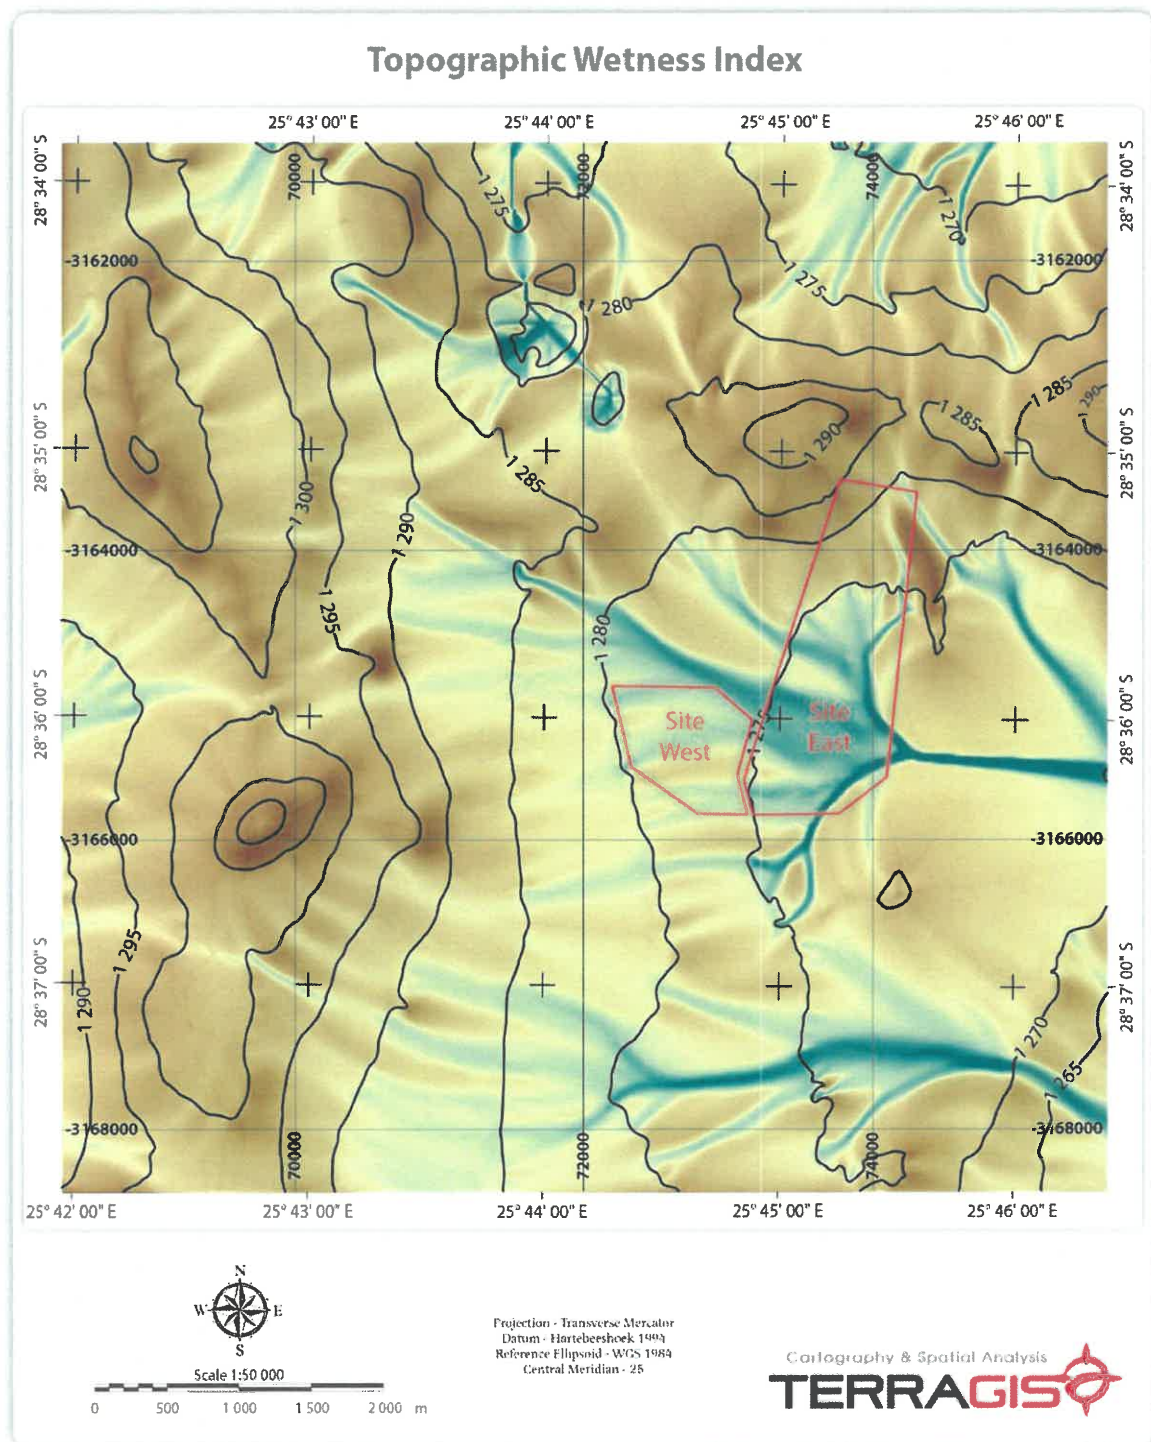 Topographic Wetness Index
25° 43' 00" E
25° 44' 00" E
25° 45' 00" E
25° 46' 00" E
28° 34' 00" S
28° 34' 00" S
70000
72000
74000
1 275
1 270
-3162000
-3162000
1 275
1 280
1 285
1 290
1 285
1 290
28° 35' 00" S
28° 35' 00" S
1 285
1 300
1 290
-3164000
-3164000
1 295
1 280
28° 36' 00" S
28° 36' 00" S
Site
West
1 275
Site
East
-3166000
-3166000
1 295
28° 37' 00" S
28° 37' 00" S
1 290
1 270
1 265
-3168000
-3168000
70000
72000
74000
25° 42' 00" E
25° 43' 00" E
25° 44' 00" E
25° 45' 00" E
25° 46' 00" E
N
W E
S
Scale 1:50 000
0 500 1 000 1 500 2 000 m
Projection - Transverse Mercator
Datum - Hartebeeshoek 1994
Reference Ellipsoid - WGS 1984
Central Meridian - 25
Cartography & Spatial Analysis
TERRAGIS